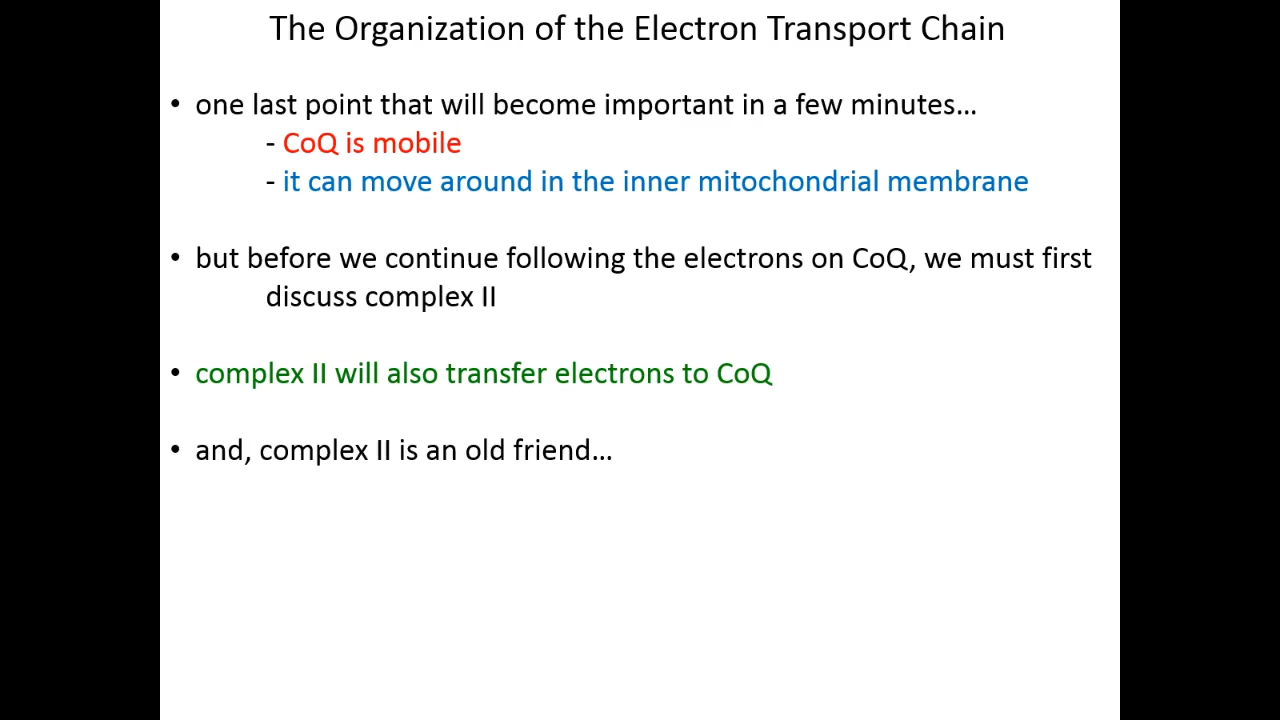 The Organization of the Electron Transport Chain
• one last point that will become important in a few minutes…
- CoQ is mobile
- it can move around in the inner mitochondrial membrane
• but before we continue following the electrons on CoQ, we must first
discuss complex II
• complex II will also transfer electrons to CoQ
• and, complex II is an old friend…